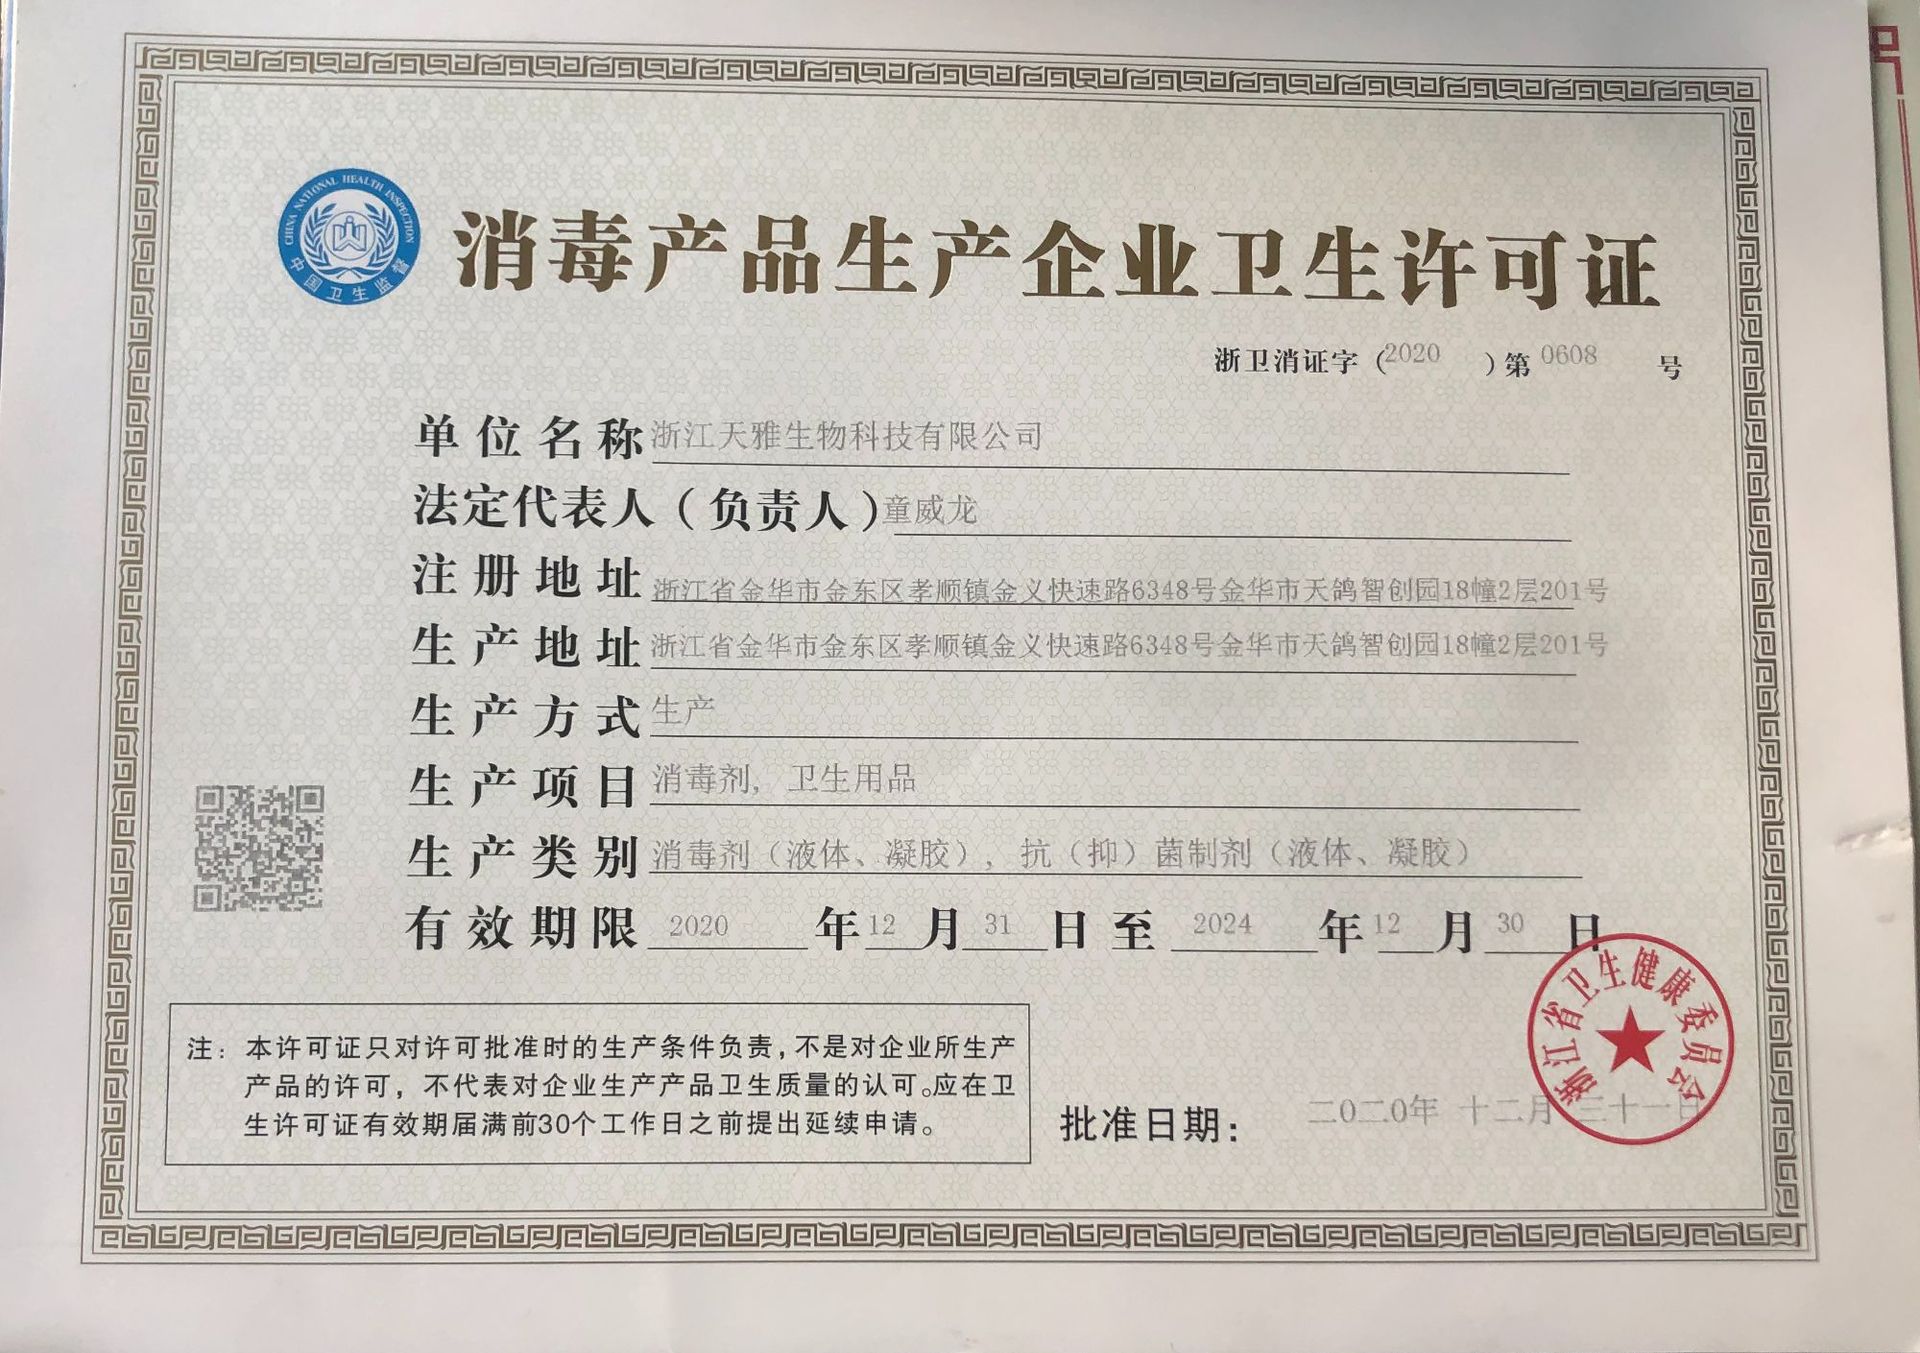 CHINA NATIONAL HEALTH INSPECTION
中国卫生监督
消毒产品生产企业卫生许可证
浙卫消证字（2020）第0608号
单位名称 浙江天雅生物科技有限公司
法定代表人（负责人）童威龙
注册地址 浙江省金华市金东区孝顺镇金义快速路6348号金华市天鸽智创园18幢2层201号
生产地址 浙江省金华市金东区孝顺镇金义快速路6348号金华市天鸽智创园18幢2层201号
生产方式 生产
生产项目 消毒剂，卫生用品
生产类别 消毒剂（液体、凝胶），抗（抑）菌制剂（液体、凝胶）
有效期限 2020 年 12 月 31 日 至 2024 年 12 月 30 日
注：本许可证只对许可批准时的生产条件负责，不是对企业所生产
产品的许可，不代表对企业生产产品卫生质量的认可。应在卫
生许可证有效期届满前30个工作日之前提出延续申请。
批准日期：二〇二〇年 十二月 三十一日
浙江省卫生健康委员会